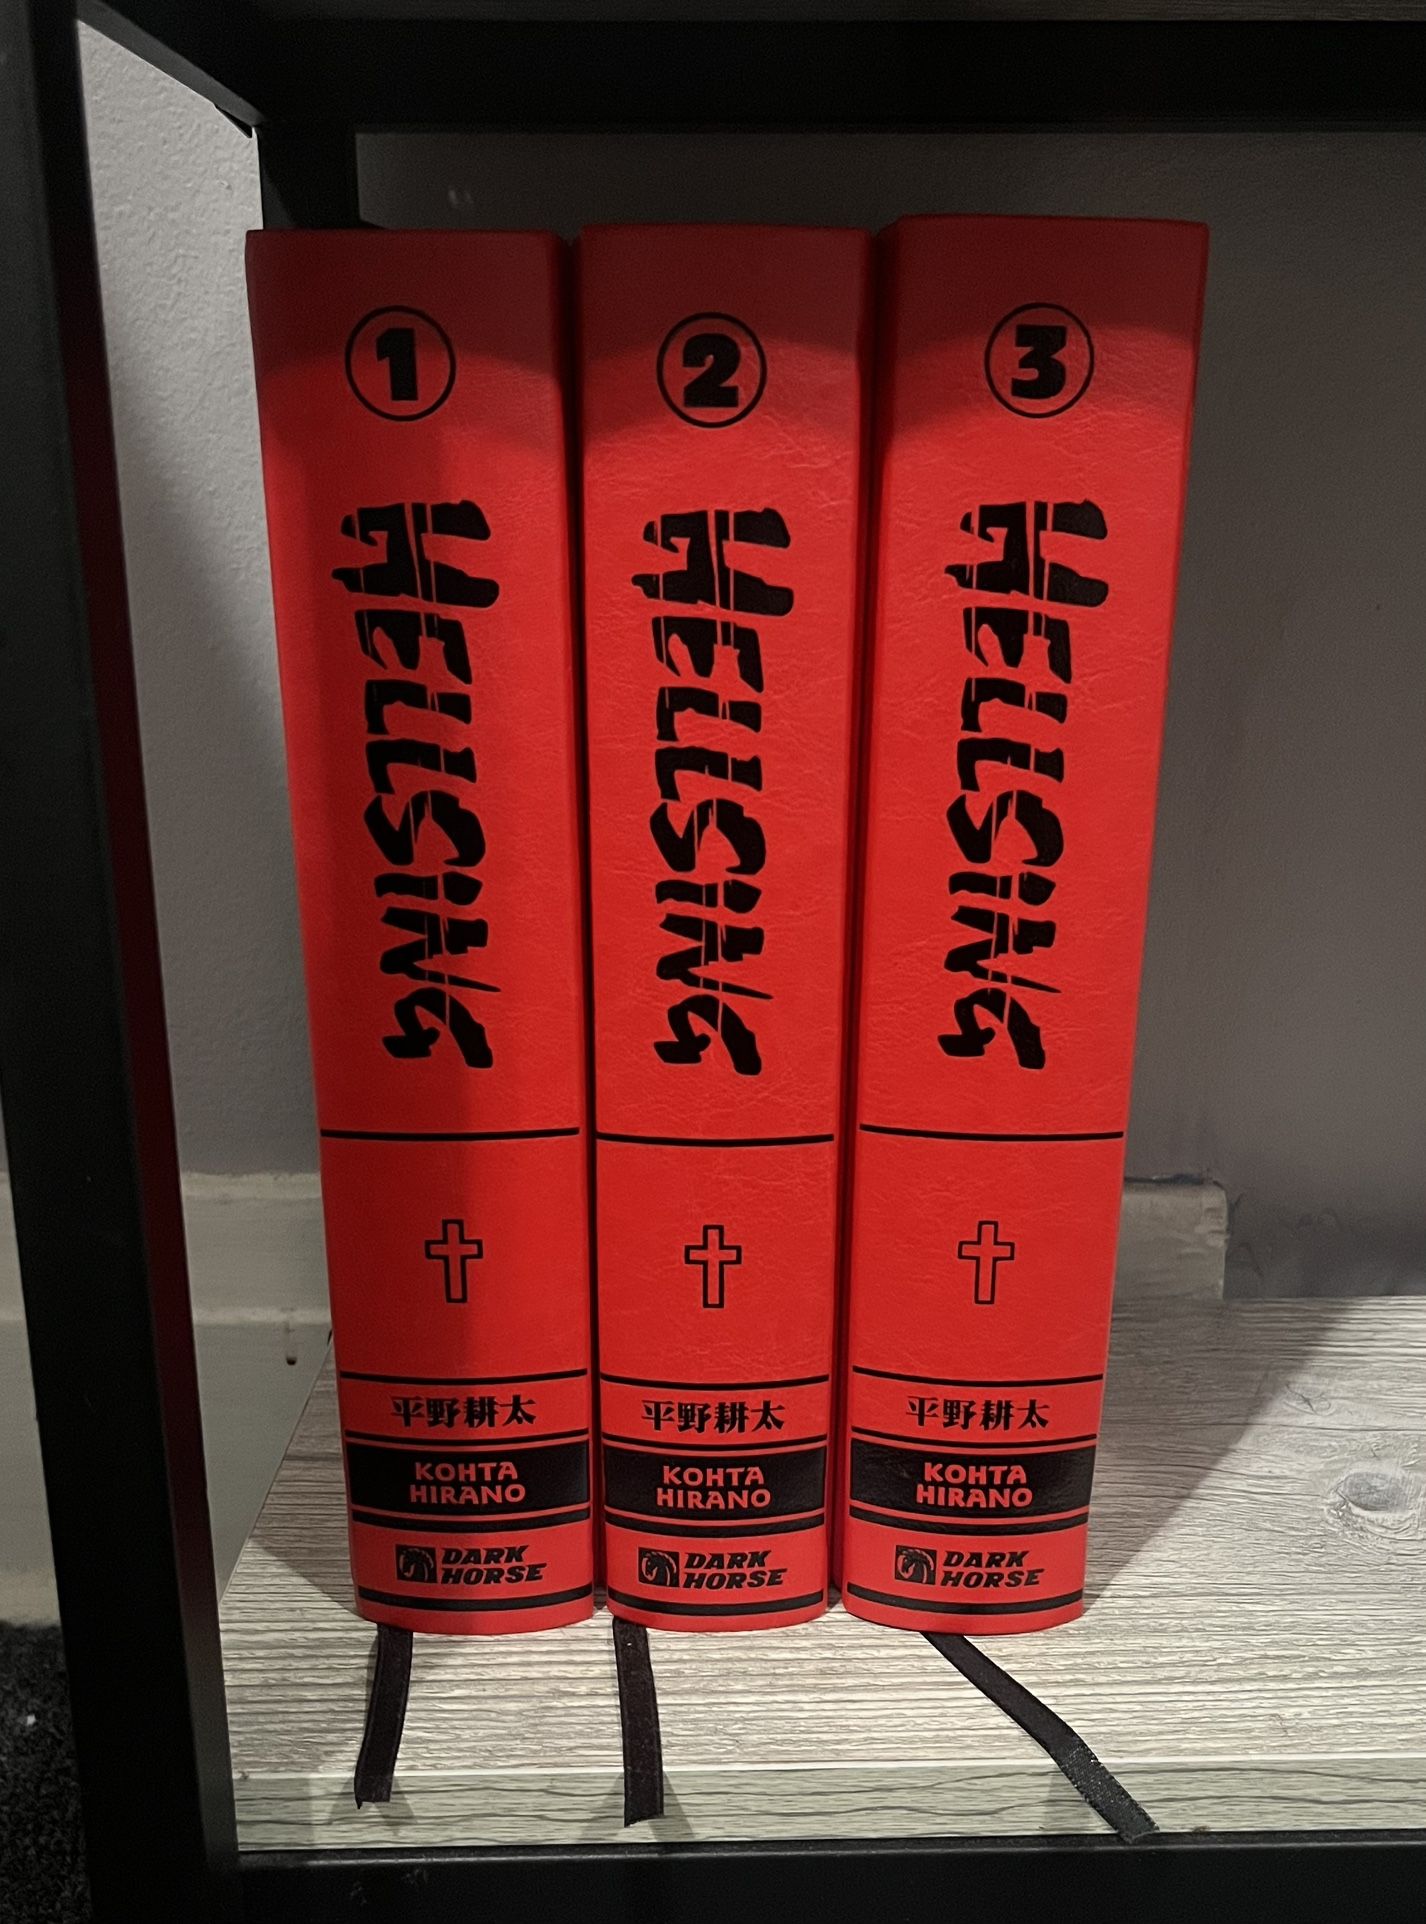 1
HELLSING
平野耕太
KOHTA
HIRANO
DARK
HORSE
2
HELLSING
平野耕太
KOHTA
HIRANO
DARK
HORSE
3
HELLSING
平野耕太
KOHTA
HIRANO
DARK
HORSE